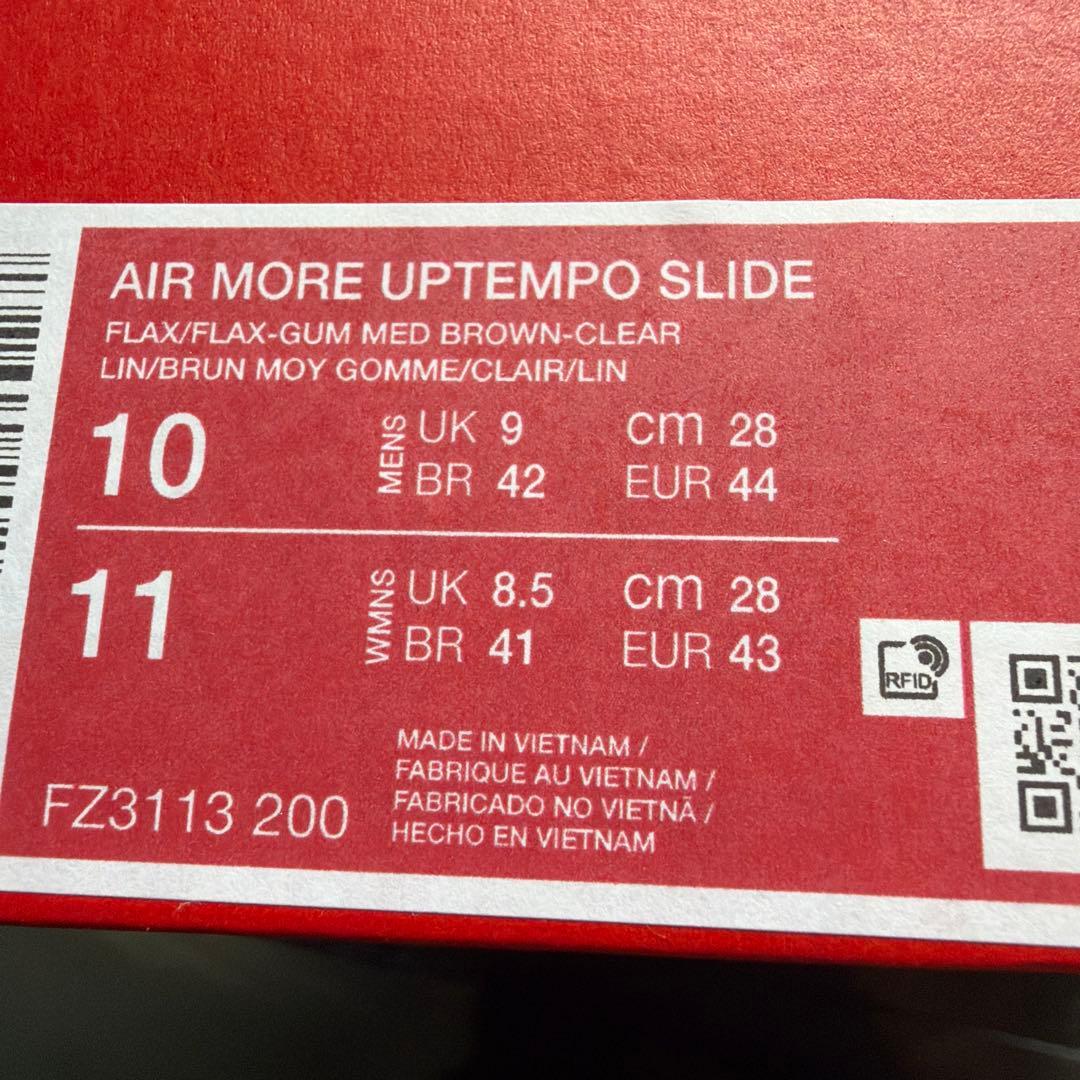 AIR MORE UPTEMPO SLIDE
FLAX/FLAX-GUM MED BROWN-CLEAR
LIN/BRUN MOY GOMME/CLAIR/LIN
10 MENS UK 9 cm 28
BR 42 EUR 44
11 WMNS UK 8.5 cm 28
BR 41 EUR 43
RFID
MADE IN VIETNAM /
FABRIQUE AU VIETNAM /
FABRICADO NO VIETNÃ /
HECHO EN VIETNAM
FZ3113 200